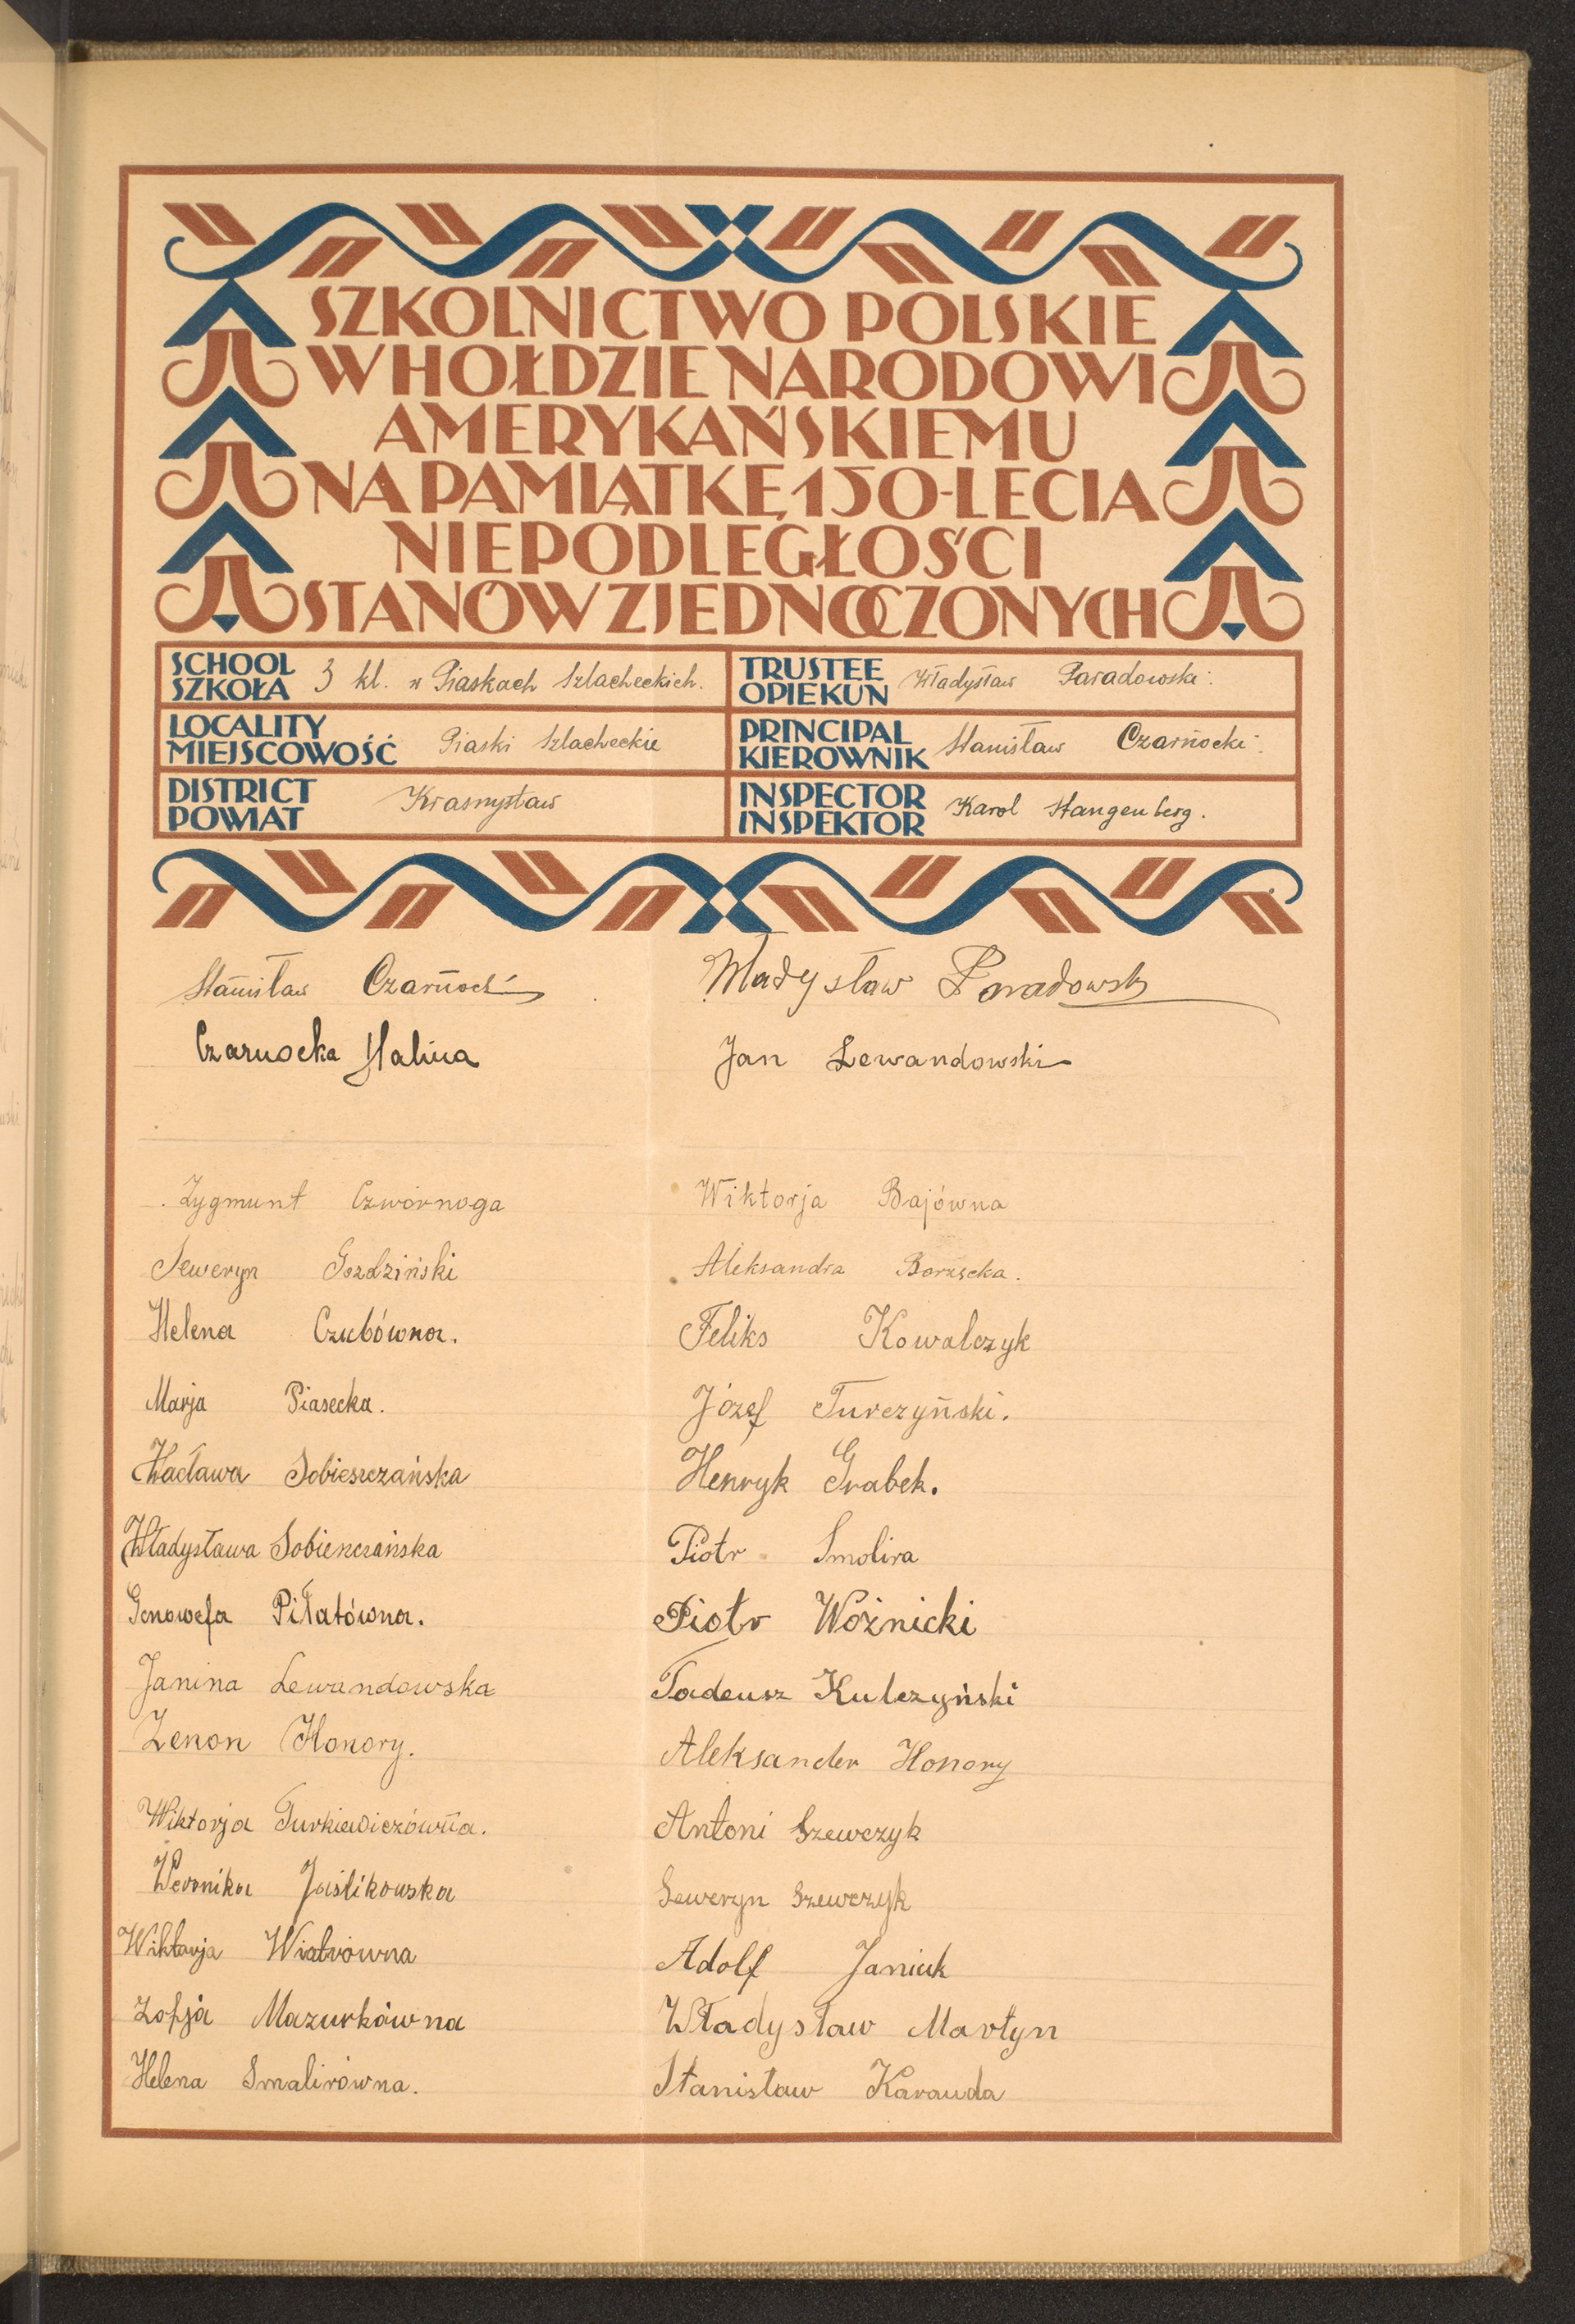 SZKOLNICTWO POLSKIE
W HOŁDZIE NARODOWI
AMERYKAŃSKIEMU
NA PAMIĄTKĘ 150-LECIA
NIEPODLEGŁOŚCI
STANÓW ZJEDNOCZONYCH
SCHOOL
SZKOŁA 3 kl. w Piaskach Szlacheckich.
TRUSTEE
OPIEKUN Władysław Paradowski.
LOCALITY
MIEJSCOWOŚĆ Piaski Szlacheckie
PRINCIPAL
KIEROWNIK Stanisław Czarnocki.
DISTRICT
POWIAT Krasnystaw
INSPECTOR
INSPEKTOR Karol Stangenberg.
Stanisław Czarnocki
Władysław Paradowski
Czarnocka Halina
Jan Lewandowski
Zygmunt Czwórnoga
Wiktorja Bajówna
Seweryn Gozdziński
Aleksandra Borzęcka.
Helena Czubówna.
Feliks Kowalczyk
Marja Piasecka.
Józef Turczyński.
Wacława Sobieszczańska
Henryk Grabek.
Władysława Sobieszczańska
Piotr Smolira
Genowefa Piłatówna.
Piotr Woźnicki
Janina Lewandowska
Tadeusz Kulczyński
Zenon Honory.
Aleksander Honory
Wiktorja Turkiewiczówna.
Antoni Szewczyk
Weronika Jaślikowska
Seweryn Szewczyk
Wiktorja Wiatrówna
Adolf Janiuk
Zofja Mazurkówna
Władysław Martyn
Helena Smalirówna.
Stanisław Karauda